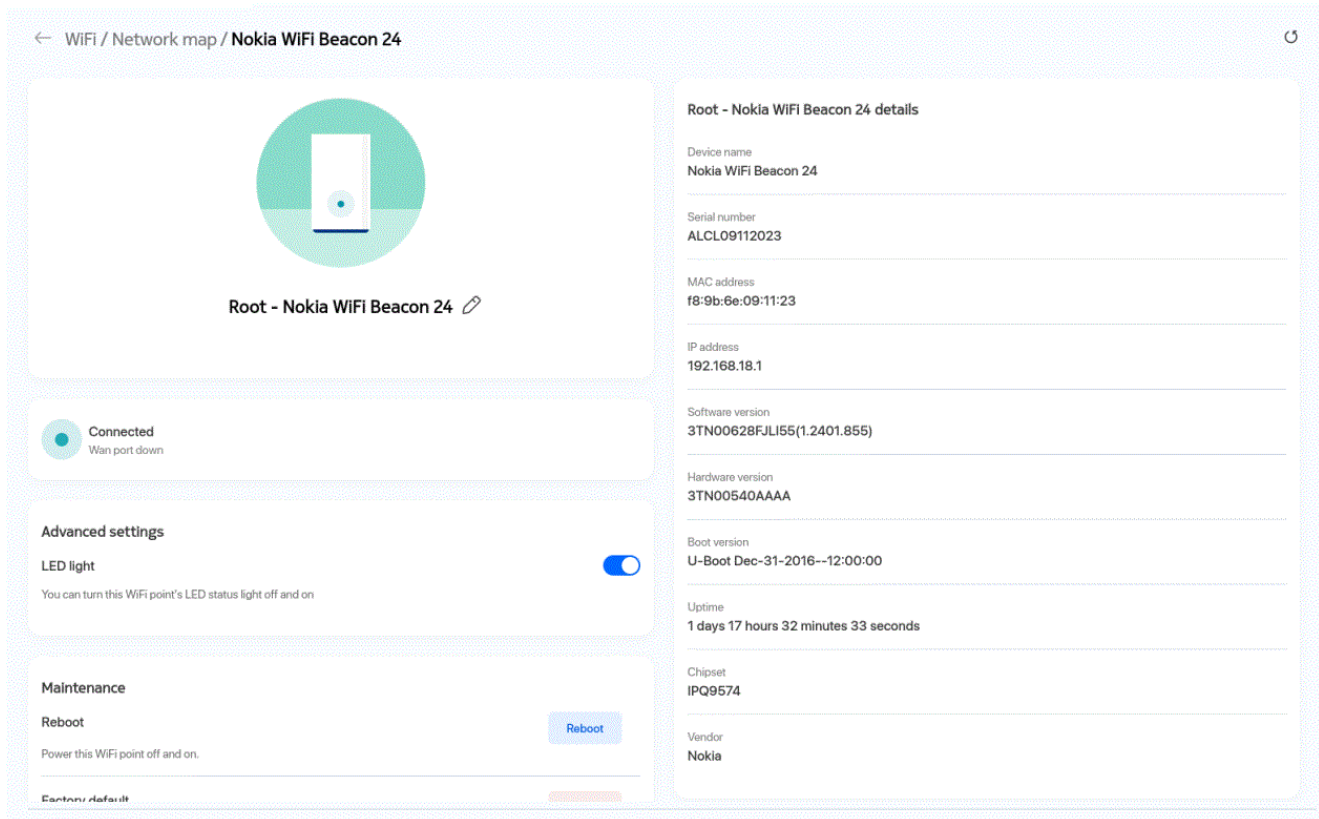 ← WiFi / Network map / Nokia WiFi Beacon 24
Root - Nokia WiFi Beacon 24
Connected
Wan port down
Advanced settings
LED light
You can turn this WiFi point's LED status light off and on
Maintenance
Reboot
Reboot
Power this WiFi point off and on.
Factory default
Root - Nokia WiFi Beacon 24 details
Device name
Nokia WiFi Beacon 24
Serial number
ALCL09112023
MAC address
f8:9b:6e:09:11:23
IP address
192.168.18.1
Software version
3TN00628FJLI55(1.2401.855)
Hardware version
3TN00540AAAA
Boot version
U-Boot Dec-31-2016--12:00:00
Uptime
1 days 17 hours 32 minutes 33 seconds
Chipset
IPQ9574
Vendor
Nokia